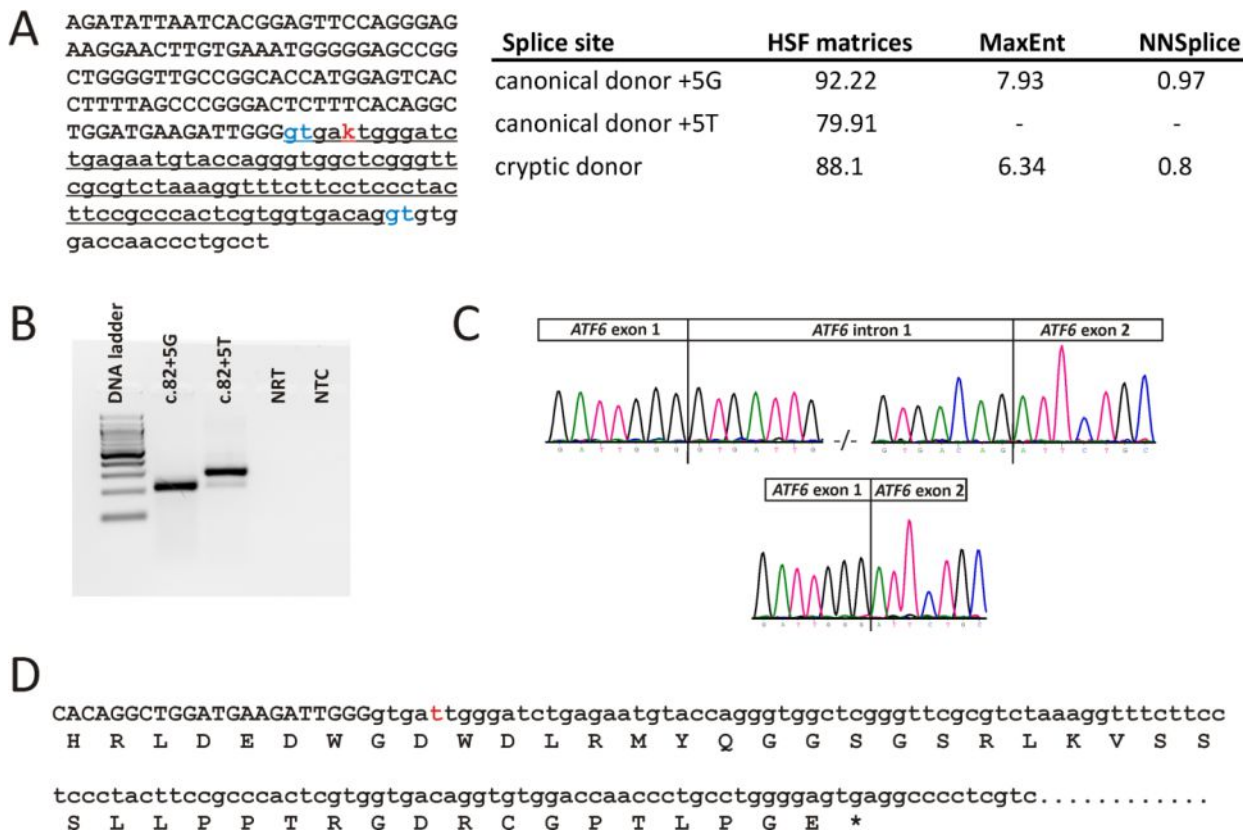 A
AGATATTAATCACGGAGTTCCAGGGAG
AAGGAACTTGTGAAATGGGGGAGCCGG
CTGGGGTTGCCGGCACCATGGAGTCAC
CTTTTAGCCCGGGACTCTTTCACAGGC
TGGATGAAGATTGGGgtgaktgggatc
tgagaatgtaccagggtggctcgggtt
cgcgtctaaaggtttcttcctccctac
ttccgcccactcgtggtgacaggtgtg
gaccaaccctgcct
Splice site HSF matrices MaxEnt NNSplice
canonical donor +5G 92.22 7.93 0.97
canonical donor +5T 79.91 - -
cryptic donor 88.1 6.34 0.8
B
DNA ladder
c.82+5G
c.82+5T
NRT
NTC
C
ATF6 exon 1 ATF6 intron 1 ATF6 exon 2
-/-
G A T T G G G G T G A T T G G T G A C A G A T T C T G C
ATF6 exon 1 ATF6 exon 2
G A T T G G G A T T C T G C
D
CACAGGCTGGATGAAGATTGGGgtgattgggatctgagaatgtaccagggtggctcgggttcgcgtctaaaggtttcttcc
H R L D E D W G D W D L R M Y Q G G S G S R L K V S S
tccctacttccgcccactcgtggtgacaggtgtggaccaaccctgcctggggagtgaggcccctcgtc............
S L L P P T R G D R C G P T L P G E *